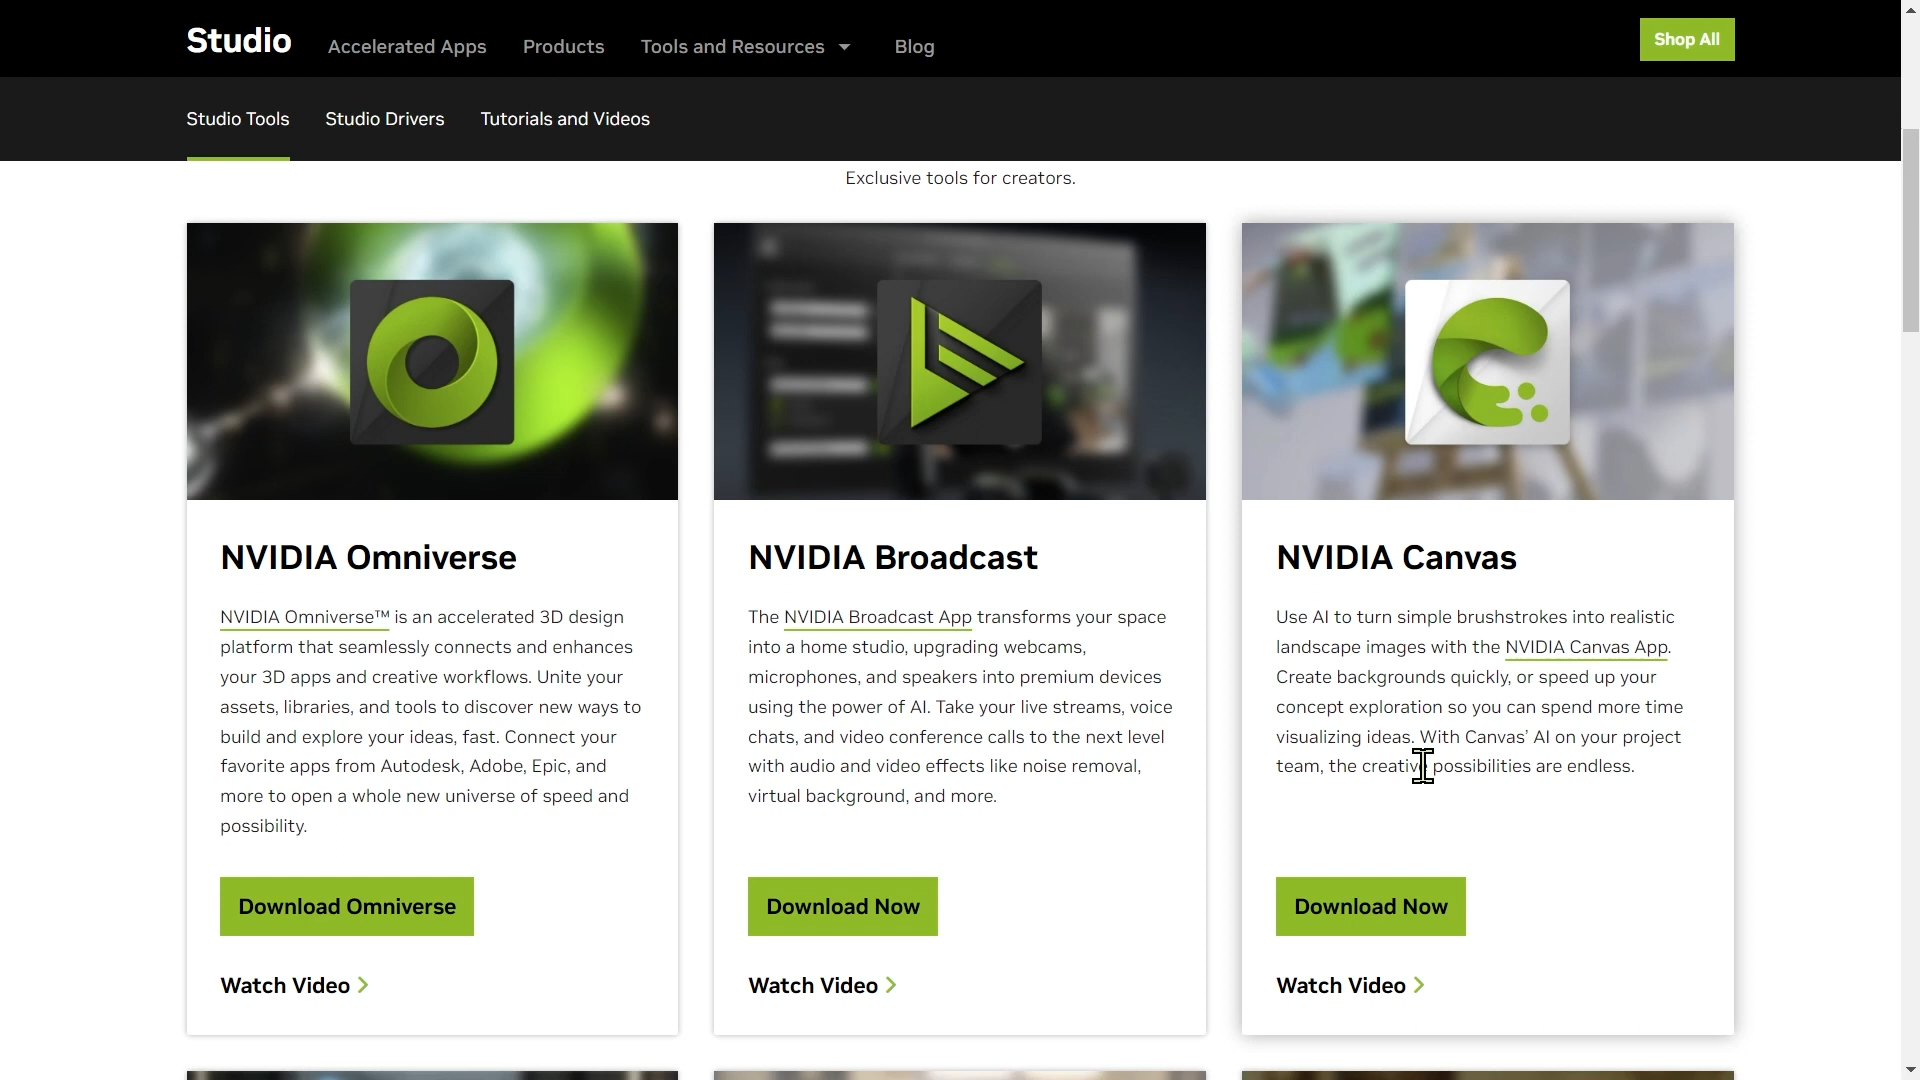 Studio
Accelerated Apps
Products
Tools and Resources
Blog
Shop All
Studio Tools
Studio Drivers
Tutorials and Videos
Exclusive tools for creators.
NVIDIA Omniverse
NVIDIA Omniverse™ is an accelerated 3D design
platform that seamlessly connects and enhances
your 3D apps and creative workflows. Unite your
assets, libraries, and tools to discover new ways to
build and explore your ideas, fast. Connect your
favorite apps from Autodesk, Adobe, Epic, and
more to open a whole new universe of speed and
possibility.
Download Omniverse
Watch Video
NVIDIA Broadcast
The NVIDIA Broadcast App transforms your space
into a home studio, upgrading webcams,
microphones, and speakers into premium devices
using the power of AI. Take your live streams, voice
chats, and video conference calls to the next level
with audio and video effects like noise removal,
virtual background, and more.
Download Now
Watch Video
NVIDIA Canvas
Use AI to turn simple brushstrokes into realistic
landscape images with the NVIDIA Canvas App.
Create backgrounds quickly, or speed up your
concept exploration so you can spend more time
visualizing ideas. With Canvas’ AI on your project
team, the creative possibilities are endless.
Download Now
Watch Video